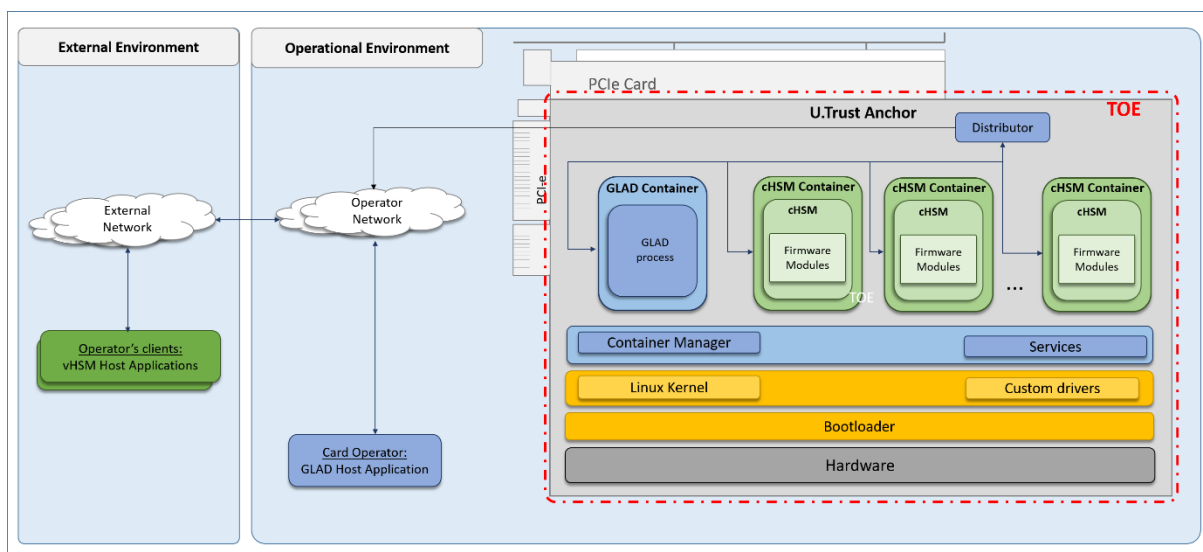 External Environment
Operational Environment
PCIe Card
TOE
U.Trust Anchor
Distributor
PCI-e
GLAD Container
GLAD
process
cHSM Container
cHSM
Firmware
Modules
TOE
cHSM Container
cHSM
Firmware
Modules
...
cHSM Container
cHSM
Firmware
Modules
External
Network
Operator
Network
Operator's clients:
vHSM Host Applications
Container Manager
Services
Linux Kernel
Custom drivers
Bootloader
Card Operator:
GLAD Host Application
Hardware